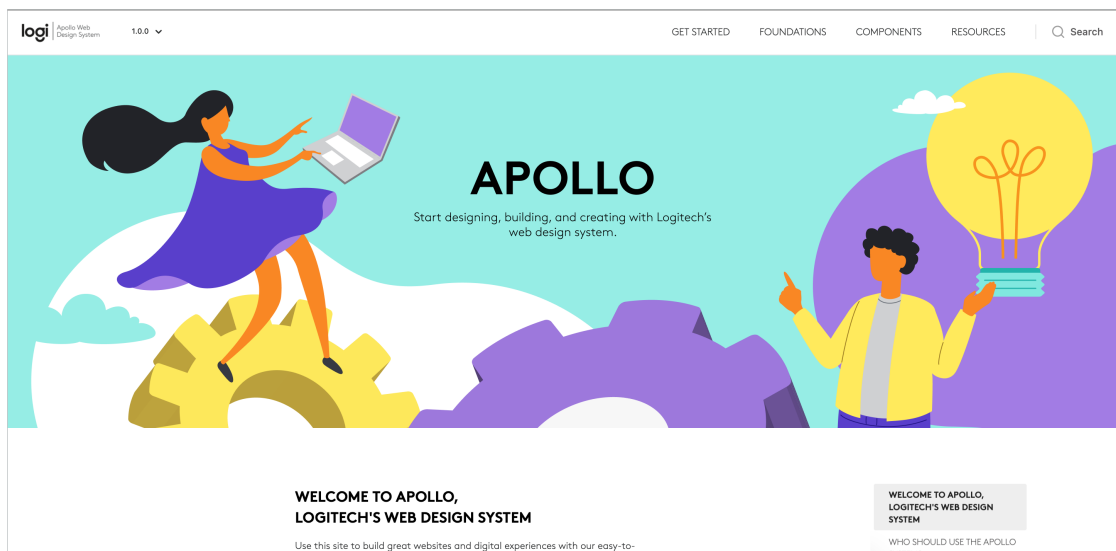 logi
Apollo Web
Design System
1.0.0
GET STARTED
FOUNDATIONS
COMPONENTS
RESOURCES
Search
APOLLO
Start designing, building, and creating with Logitech's
web design system.
WELCOME TO APOLLO,
LOGITECH'S WEB DESIGN SYSTEM
Use this site to build great websites and digital experiences with our easy-to-
WELCOME TO APOLLO,
LOGITECH'S WEB DESIGN
SYSTEM
WHO SHOULD USE THE APOLLO